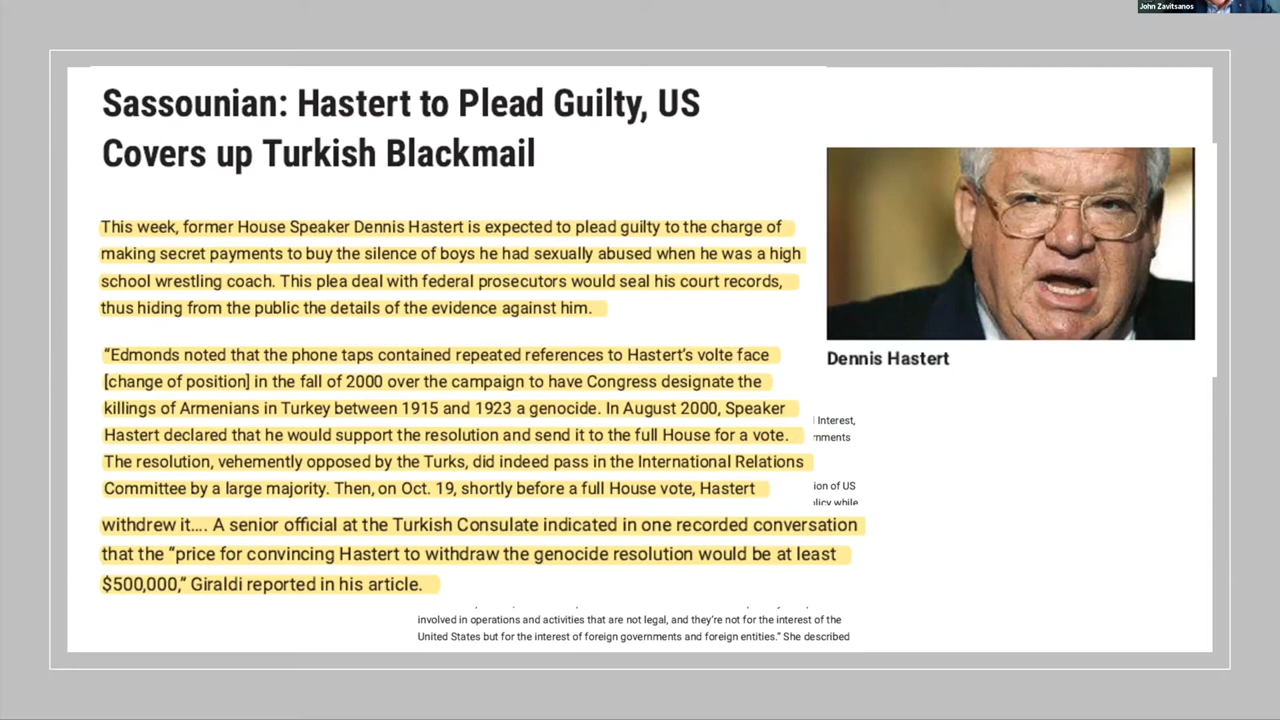 John Zavitsanos
Sassounian: Hastert to Plead Guilty, US
Covers up Turkish Blackmail
This week, former House Speaker Dennis Hastert is expected to plead guilty to the charge of
making secret payments to buy the silence of boys he had sexually abused when he was a high
school wrestling coach. This plea deal with federal prosecutors would seal his court records,
thus hiding from the public the details of the evidence against him.
“Edmonds noted that the phone taps contained repeated references to Hastert’s volte face
[change of position] in the fall of 2000 over the campaign to have Congress designate the
killings of Armenians in Turkey between 1915 and 1923 a genocide. In August 2000, Speaker
Hastert declared that he would support the resolution and send it to the full House for a vote.
The resolution, vehemently opposed by the Turks, did indeed pass in the International Relations
Committee by a large majority. Then, on Oct. 19, shortly before a full House vote, Hastert
withdrew it…. A senior official at the Turkish Consulate indicated in one recorded conversation
that the “price for convincing Hastert to withdraw the genocide resolution would be at least
$500,000,” Giraldi reported in his article.
Dennis Hastert
Interest,
rnments
ion of US
olicy while
involved in operations and activities that are not legal, and they’re not for the interest of the
United States but for the interest of foreign governments and foreign entities.” She described